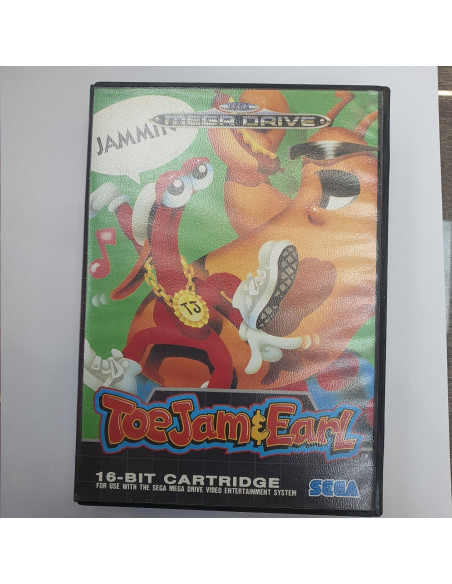 SEGA
MEGA DRIVE
JAMMIN'
TJ
ToeJam & Earl
16-BIT CARTRIDGE
FOR USE WITH THE SEGA MEGA DRIVE VIDEO ENTERTAINMENT SYSTEM
SEGA